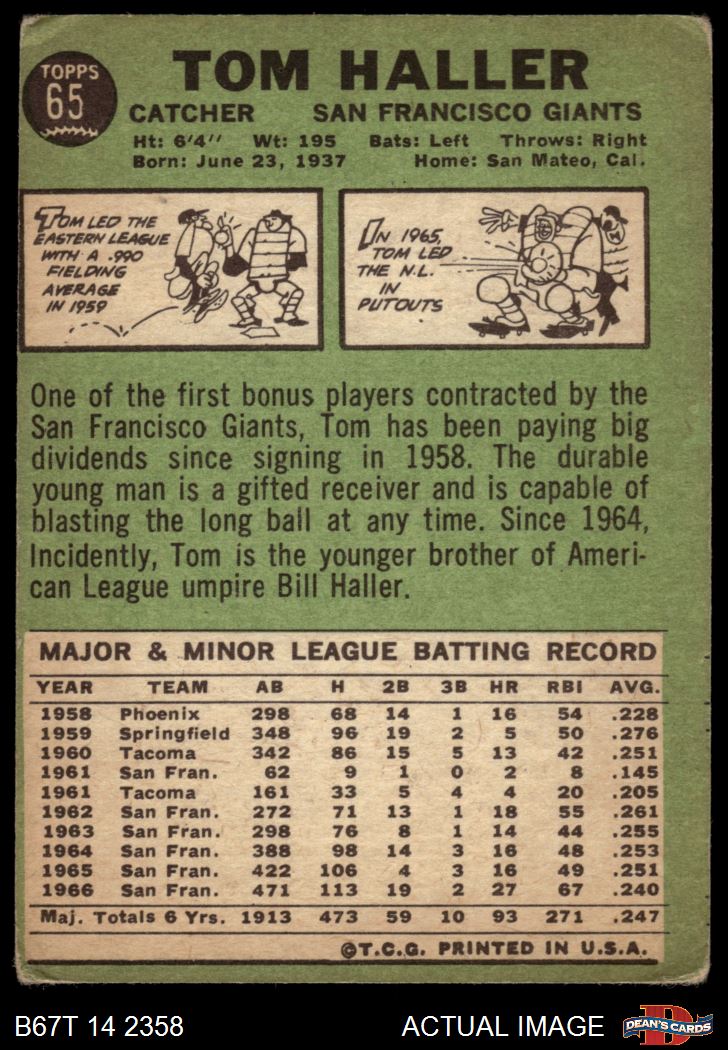 TOPPS
65
TOM HALLER
CATCHER SAN FRANCISCO GIANTS
Ht: 6'4'' Wt: 195 Bats: Left Throws: Right
Born: June 23, 1937 Home: San Mateo, Cal.
TOM LED THE
EASTERN LEAGUE
WITH A .990
FIELDING
AVERAGE
IN 1959
IN 1965,
TOM LED
THE N.L.
IN
PUTOUTS
One of the first bonus players contracted by the
San Francisco Giants, Tom has been paying big
dividends since signing in 1958. The durable
young man is a gifted receiver and is capable of
blasting the long ball at any time. Since 1964,
Incidently, Tom is the younger brother of Ameri-
can League umpire Bill Haller.
MAJOR & MINOR LEAGUE BATTING RECORD
YEAR TEAM AB H 2B 3B HR RBI AVG.
1958 Phoenix 298 68 14 1 16 54 .228
1959 Springfield 348 96 19 2 5 50 .276
1960 Tacoma 342 86 15 5 13 42 .251
1961 San Fran. 62 9 1 0 2 8 .145
1961 Tacoma 161 33 5 4 4 20 .205
1962 San Fran. 272 71 13 1 18 55 .261
1963 San Fran. 298 76 8 1 14 44 .255
1964 San Fran. 388 98 14 3 16 48 .253
1965 San Fran. 422 106 4 3 16 49 .251
1966 San Fran. 471 113 19 2 27 67 .240
Maj. Totals 6 Yrs. 1913 473 59 10 93 271 .247
©T.C.G. PRINTED IN U.S.A.
B67T 14 2358 ACTUAL IMAGE
D
DEAN'S CARDS